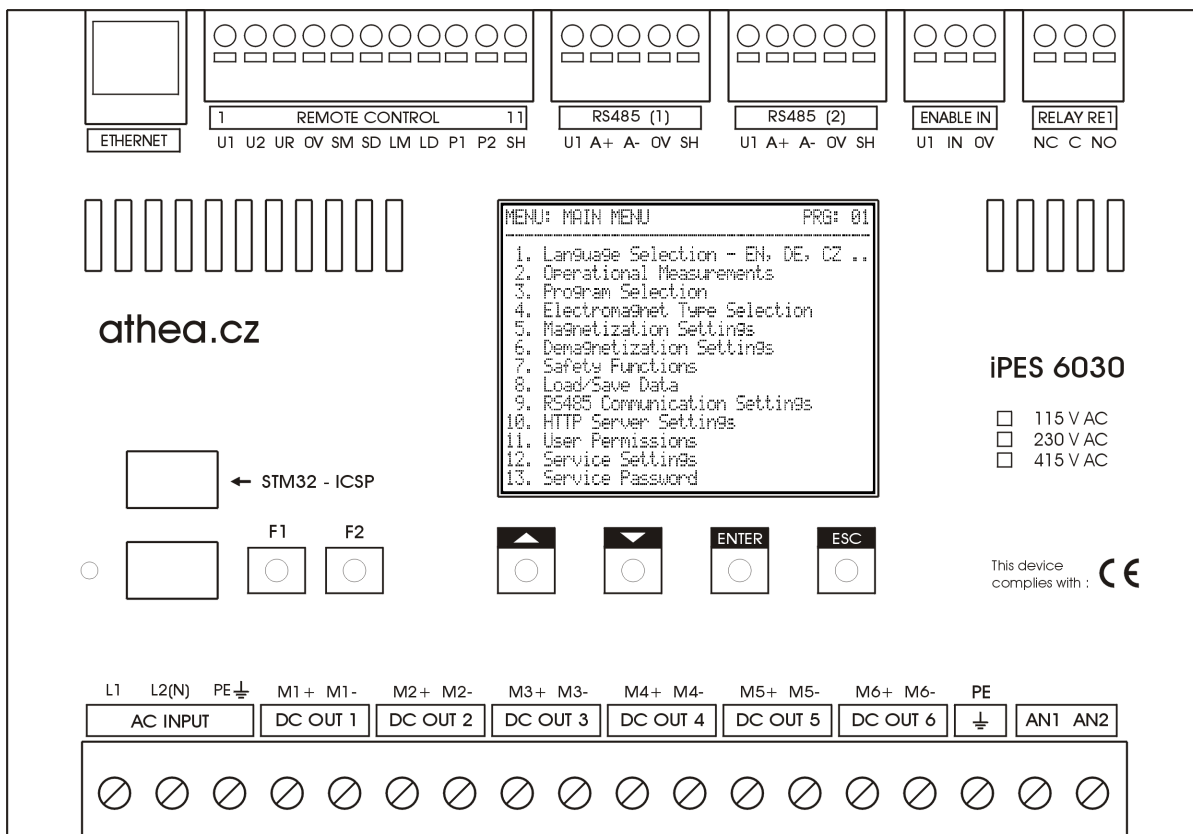 1 REMOTE CONTROL 11
RS485 (1)
RS485 (2)
ENABLE IN
RELAY RE1
ETHERNET
U1 U2 UR 0V SM SD LM LD P1 P2 SH
U1 A+ A- 0V SH
U1 A+ A- 0V SH
U1 IN 0V
NC C NO
MENU: MAIN MENU PRG: 01
1. Language Selection - EN, DE, CZ ..
2. Operational Measurements
3. Program Selection
4. Electromagnet Type Selection
5. Magnetization Settings
6. Demagnetization Settings
7. Safety Functions
8. Load/Save Data
9. RS485 Communication Settings
10. HTTP Server Settings
11. User Permissions
12. Service Settings
13. Service Password
athea.cz
iPES 6030
115 V AC
230 V AC
415 V AC
← STM32 - ICSP
F1 F2
ENTER
ESC
This device
complies with : CE
L1 L2(N) PE M1+ M1- M2+ M2- M3+ M3- M4+ M4- M5+ M5- M6+ M6- PE
AC INPUT DC OUT 1 DC OUT 2 DC OUT 3 DC OUT 4 DC OUT 5 DC OUT 6 AN1 AN2